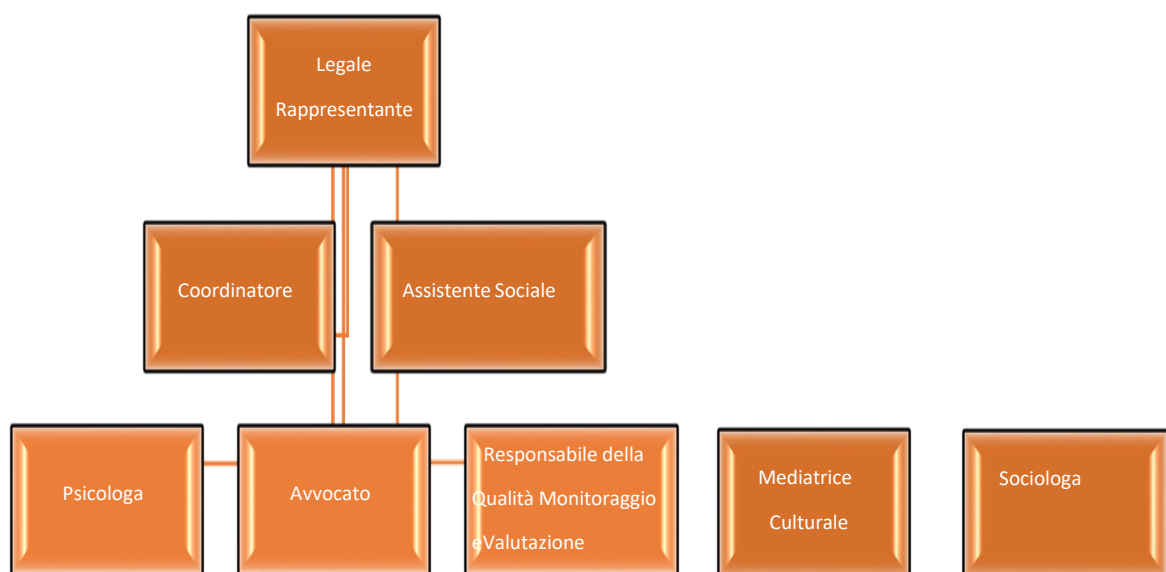 Legale
Rappresentante
Coordinatore
Assistente Sociale
Psicologa
Avvocato
Responsabile della
Qualità Monitoraggio
eValutazione
Mediatrice
Culturale
Sociologa